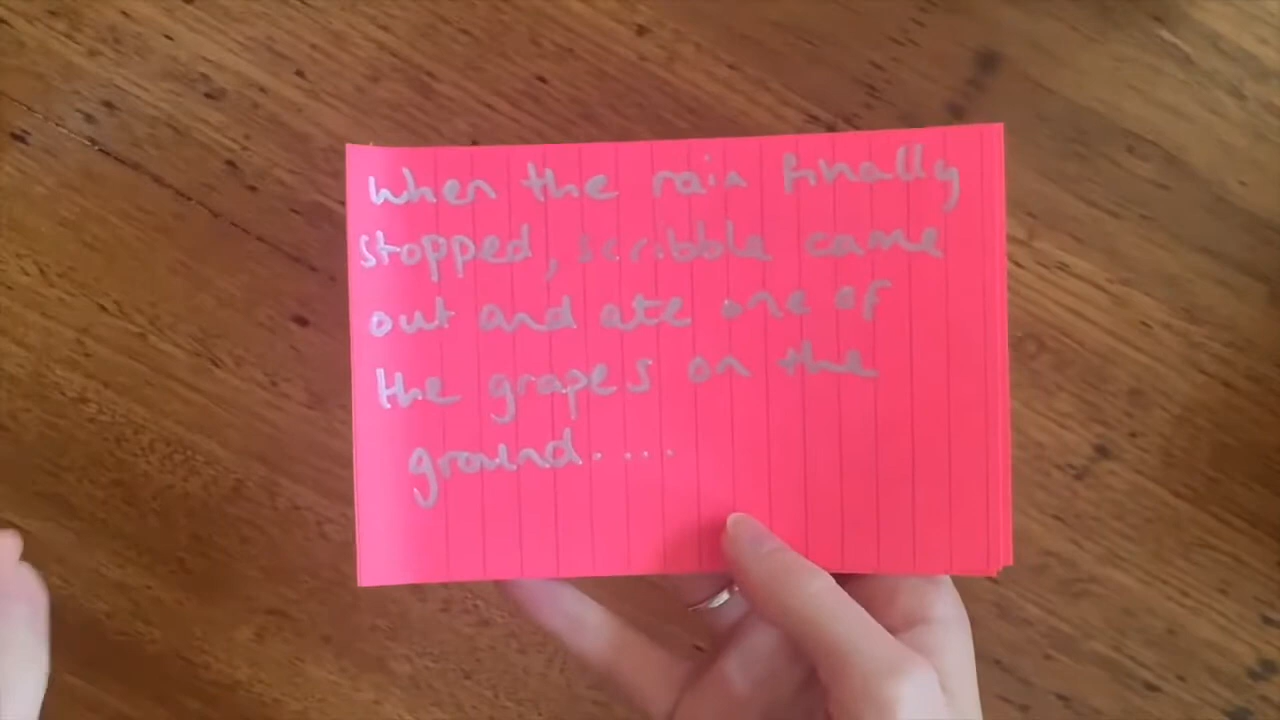 When the rain finally
stopped, scribble came
out and ate one of
the grapes on the
ground.....